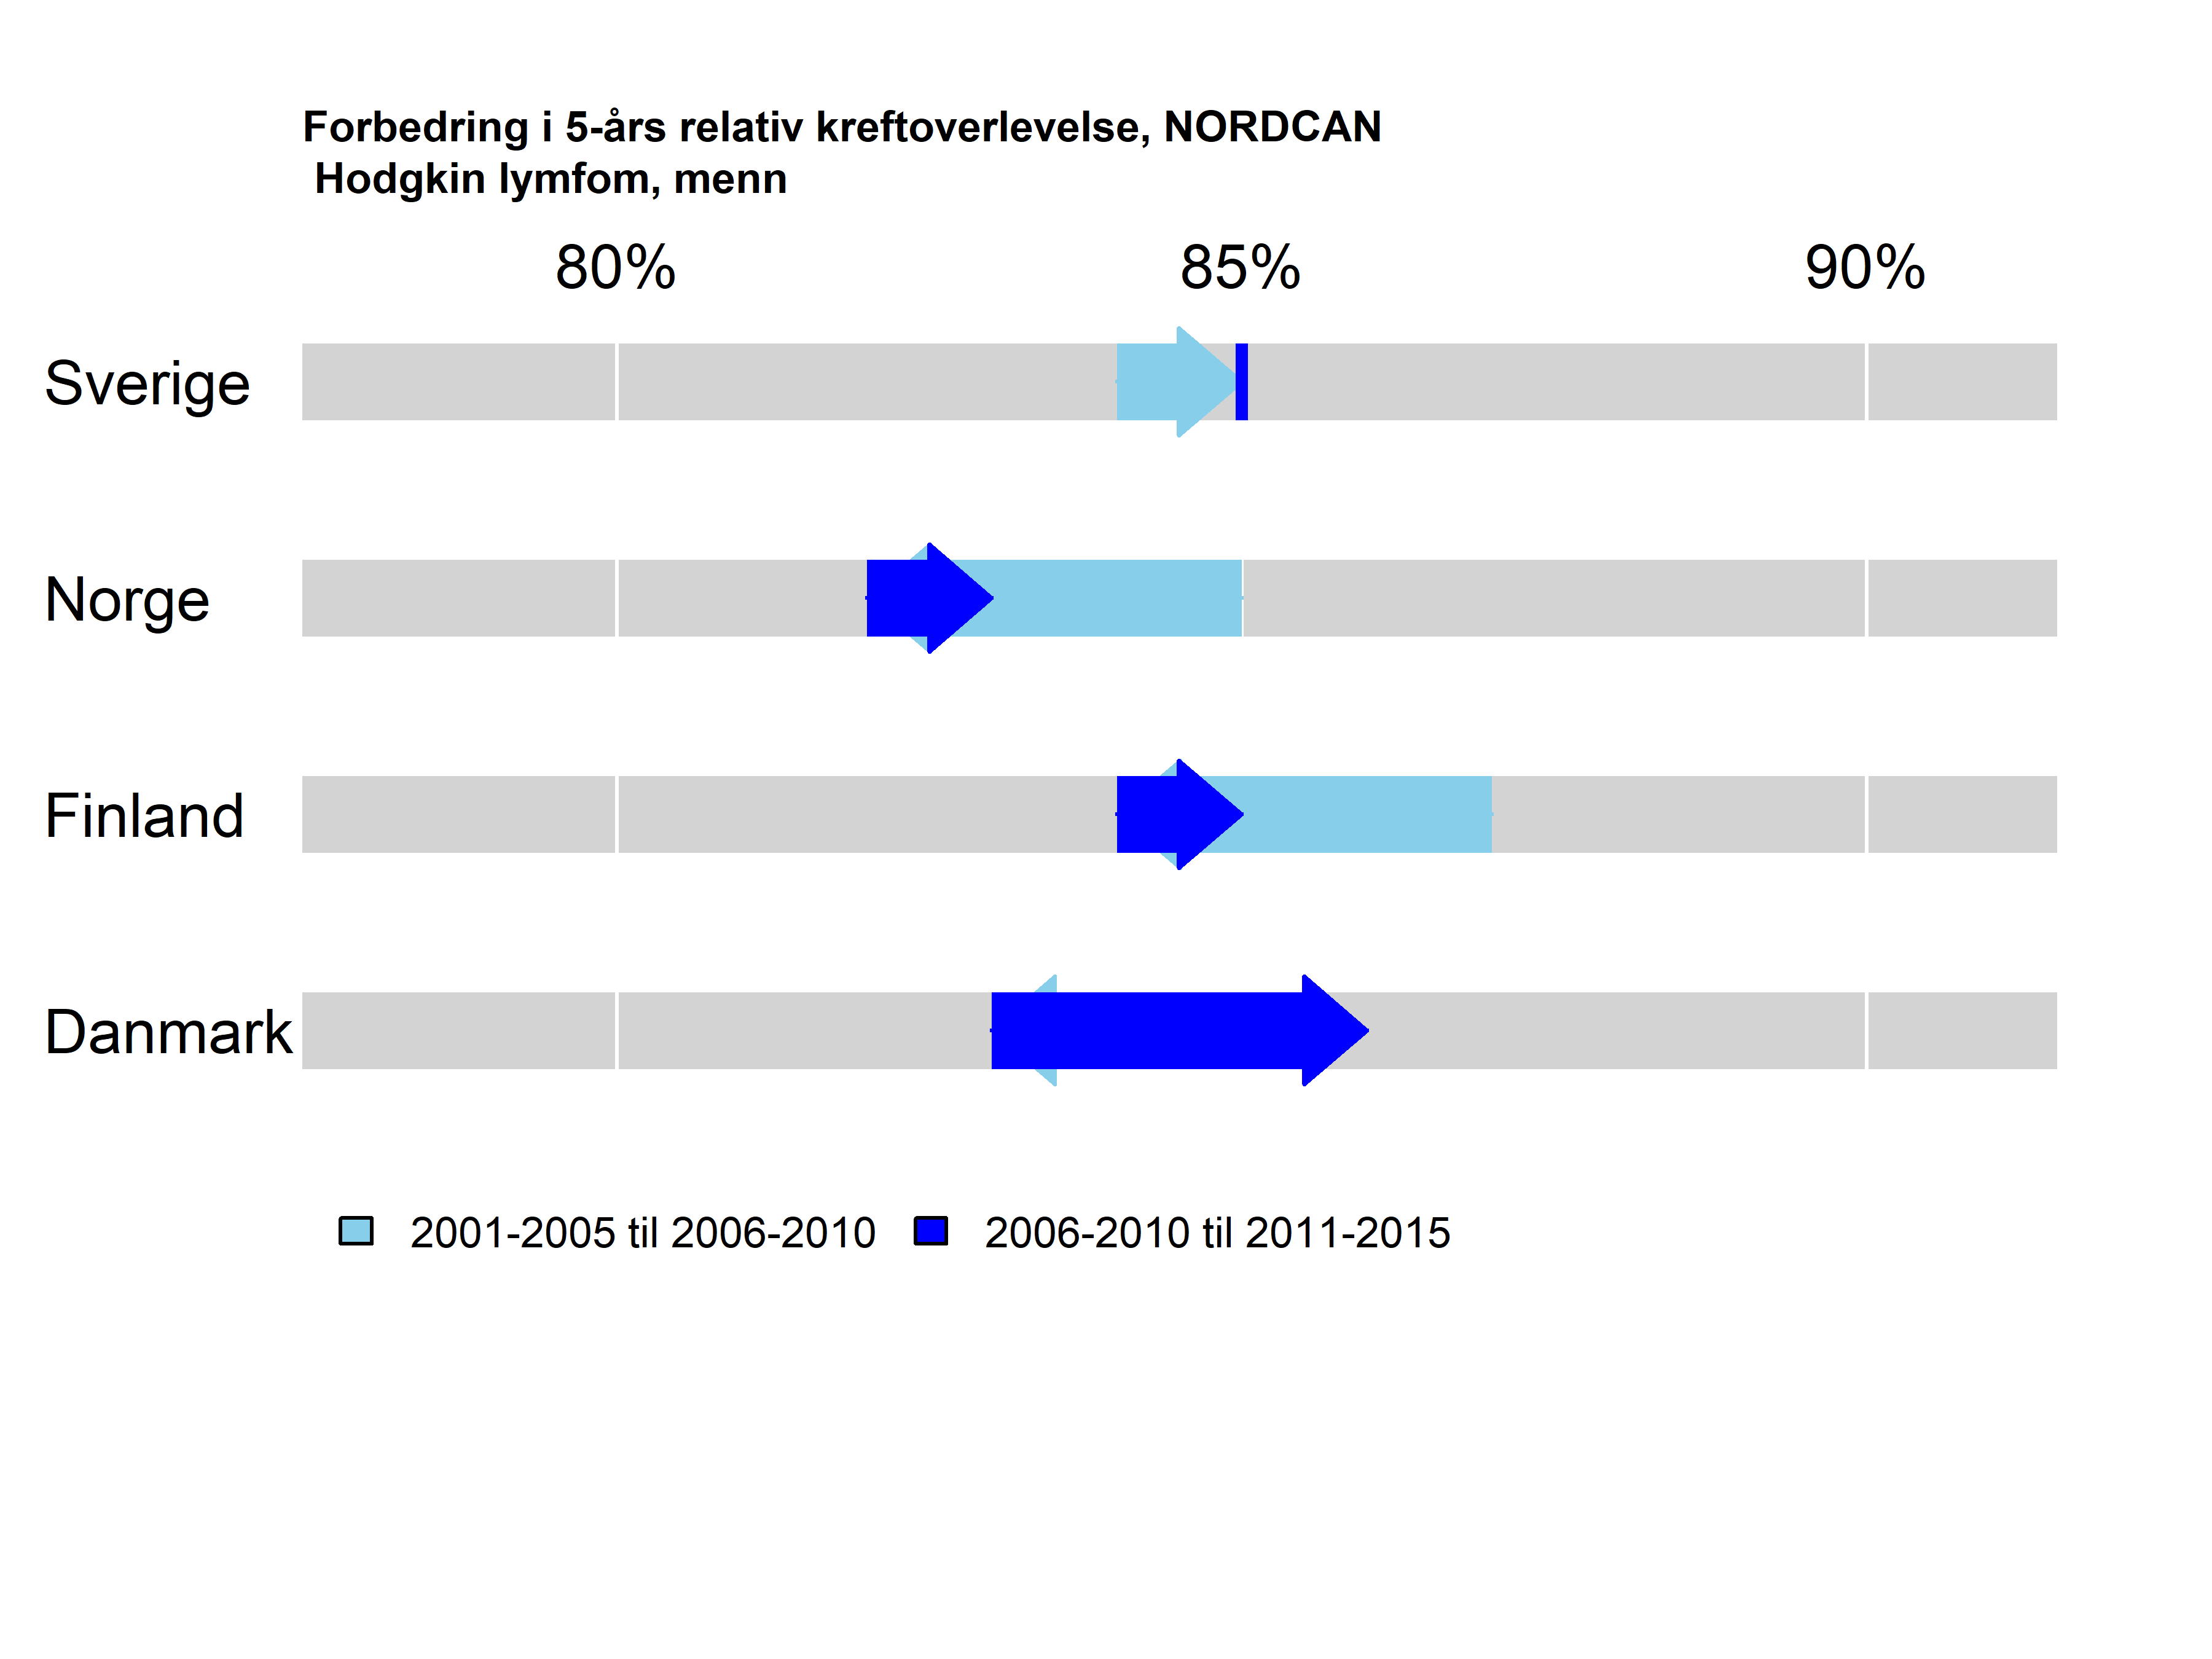 Forbedring i 5-års relativ kreftoverlevelse, NORDCAN
Hodgkin lymfom, menn
80% 85% 90%
Sverige
Norge
Finland
Danmark
2001-2005 til 2006-2010 2006-2010 til 2011-2015